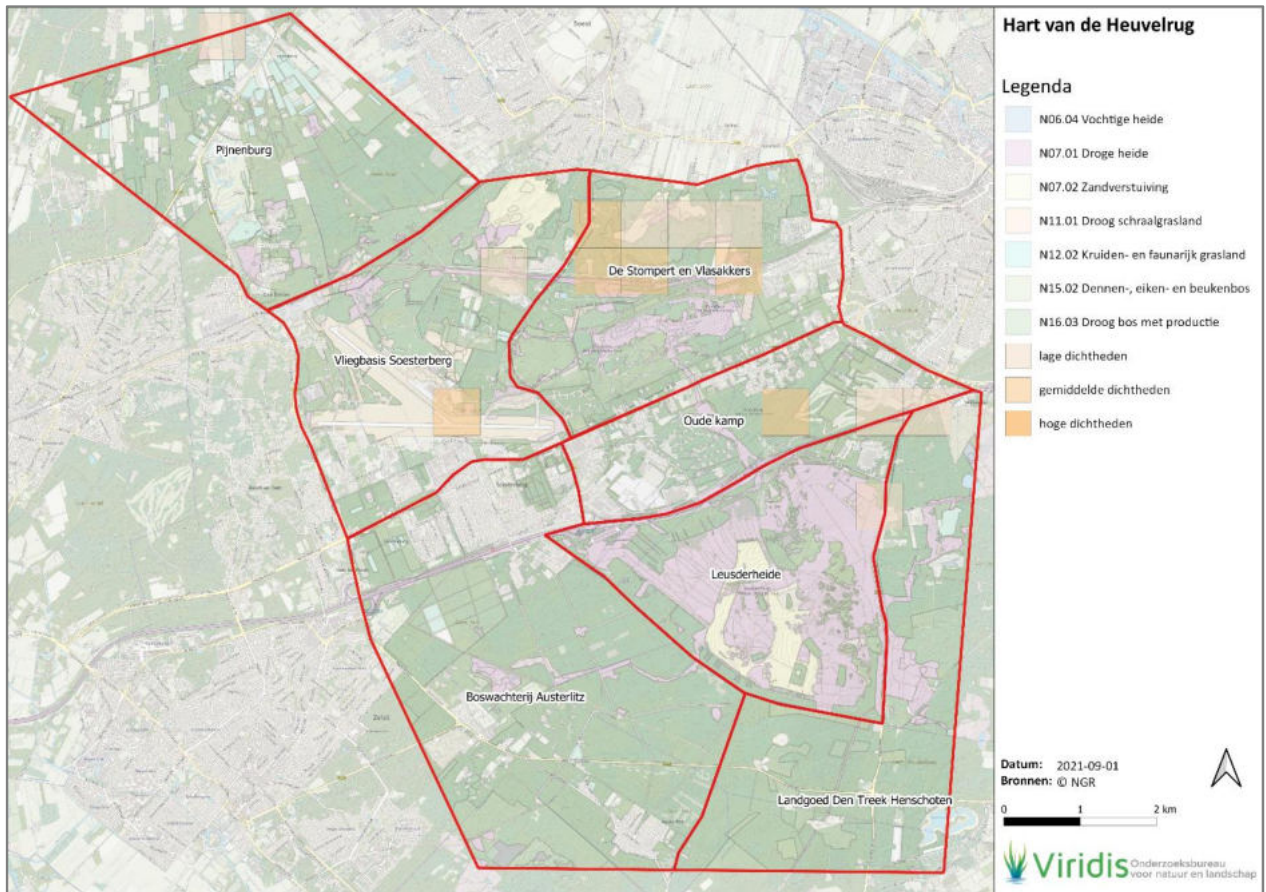 Hart van de Heuvelrug
Legenda
N06.04 Vochtige heide
N07.01 Droge heide
N07.02 Zandverstuiving
N11.01 Droog schraalgrasland
N12.02 Kruiden- en faunarijk grasland
N15.02 Dennen-, eiken- en beukenbos
N16.03 Droog bos met productie
lage dichtheden
gemiddelde dichtheden
hoge dichtheden
Soest
Pijnenburg
De Stompert en Vlasakkers
Vliegbasis Soesterberg
Oude kamp
Leusderheide
Boswachterij Austerlitz
Zeist
Landgoed Den Treek Henschoten
Datum: 2021-09-01
Bronnen: © NGR
0 1 2 km
Viridis Onderzoeksbureau
voor natuur en landschap